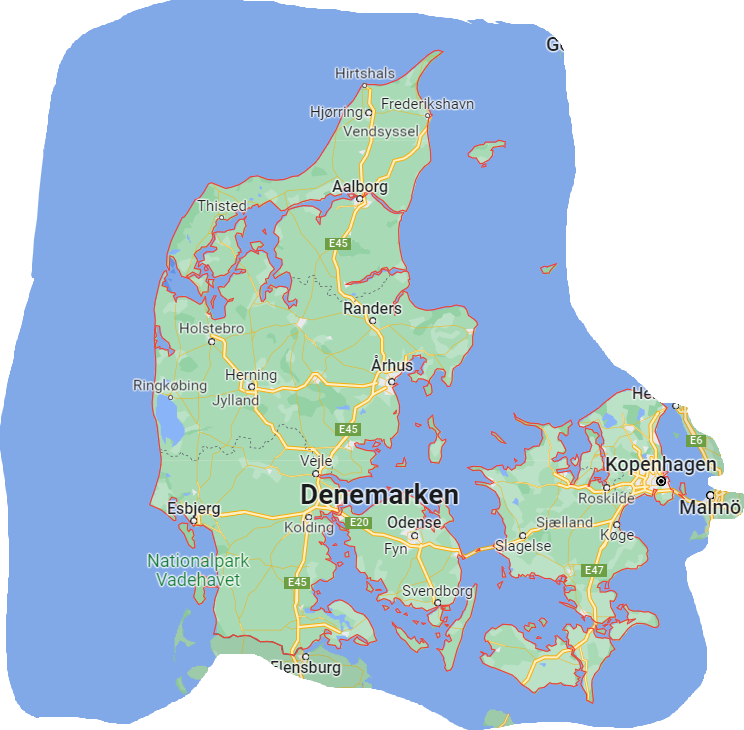 Hirtshals
Frederikshavn
Hjørring
Vendsyssel
Aalborg
Thisted
E45
Randers
Holstebro
Århus
Herning
Ringkøbing
Jylland
E45
E6
Vejle
Kopenhagen
Denemarken
Roskilde
Esbjerg
Malmö
E20
Odense
Sjælland
Kolding
Køge
Fyn
Slagelse
Nationalpark
Vadehavet
E47
E45
Svendborg
Flensburg